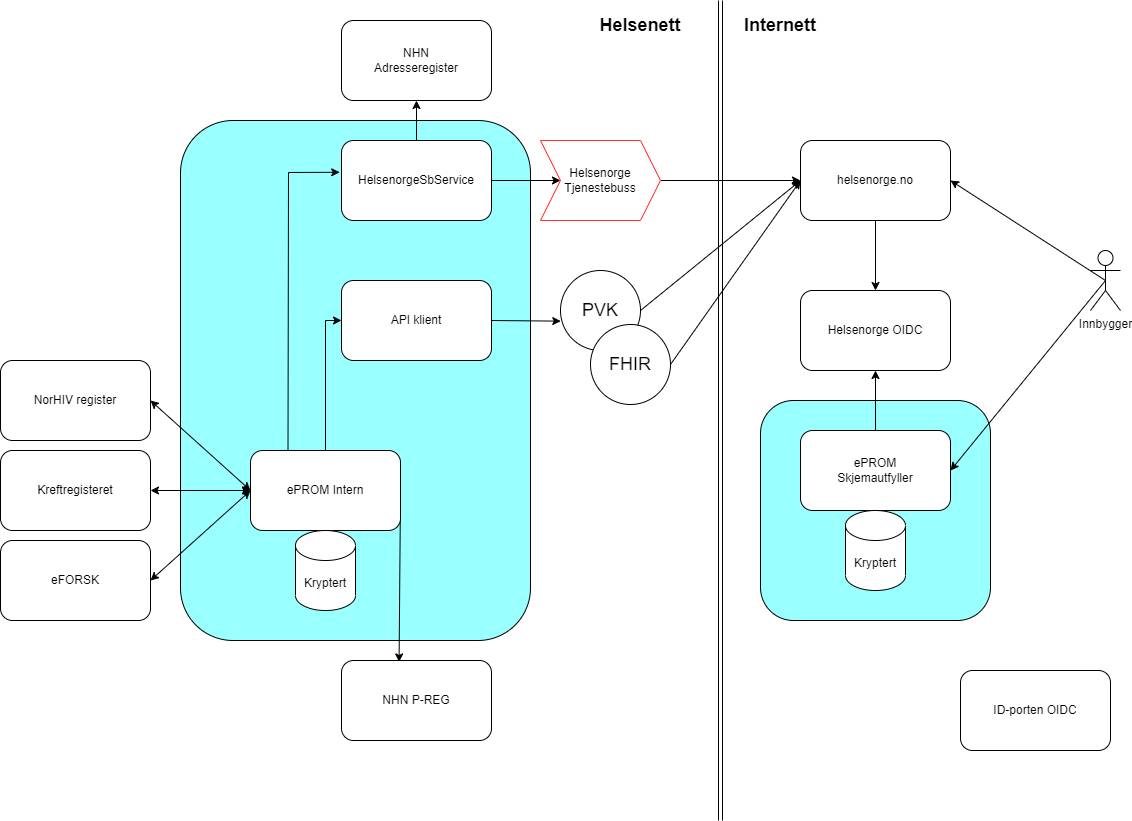 Helsenett
Internett
NHN
Adresseregister
HelsenorgeSbService
Helsenorge
Tjenestebuss
helsenorge.no
API klient
PVK
FHIR
Helsenorge OIDC
Innbygger
NorHIV register
Kreftregisteret
eFORSK
ePROM Intern
Kryptert
ePROM
Skjemautfyller
Kryptert
NHN P-REG
ID-porten OIDC